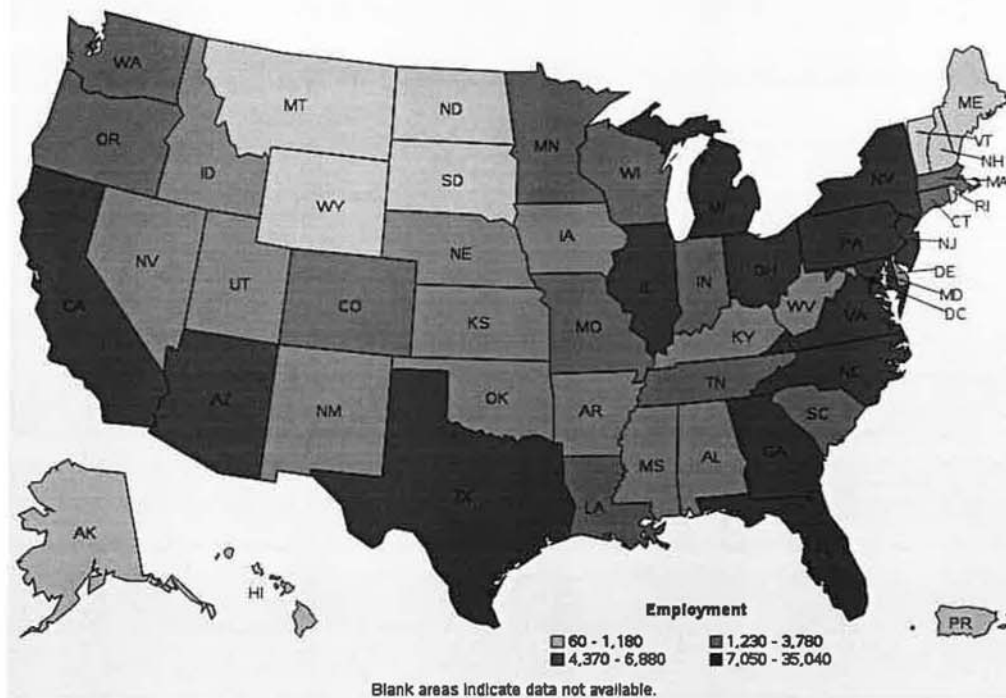 WA
MT
ND
ME
VT
NH
OR
MN
MA
ID
SD
WI
NY
RI
WY
MI
CT
IA
PA
NJ
NE
OH
NV
IL
IN
DE
UT
MD
CO
WV
VA
DC
CA
KS
MO
KY
NC
TN
OK
AZ
NM
AR
SC
MS
AL
GA
TX
LA
AK
HI
PR
Employment
60 - 1,180 1,230 - 3,780
4,370 - 6,880 7,050 - 35,040
Blank areas indicate data not available.